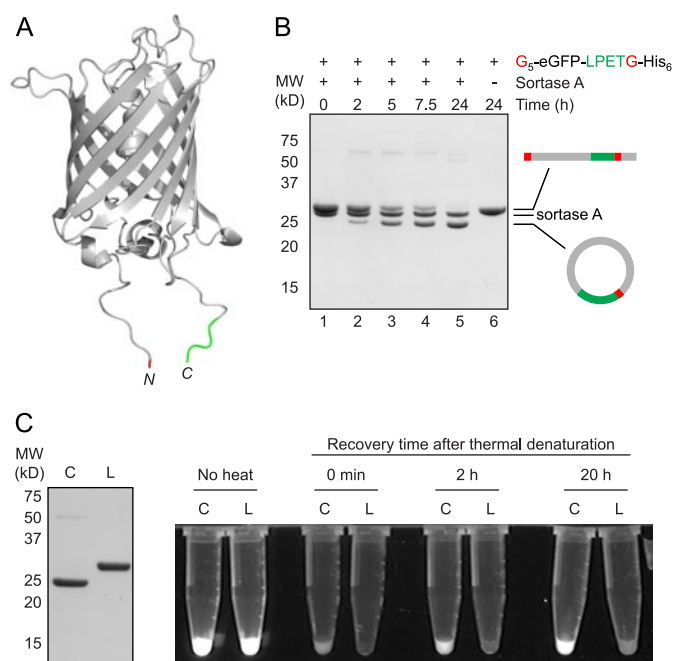 A
N
C
B
+ + + + + + G5-eGFP-LPETG-His6
MW + + + + + - Sortase A
(kD) 0 2 5 7.5 24 24 Time (h)
75
50
37
25
20
15
sortase A
1 2 3 4 5 6
C
MW
(kD)
C L
75
50
37
25
20
15
Recovery time after thermal denaturation
No heat 0 min 2 h 20 h
C L C L C L C L